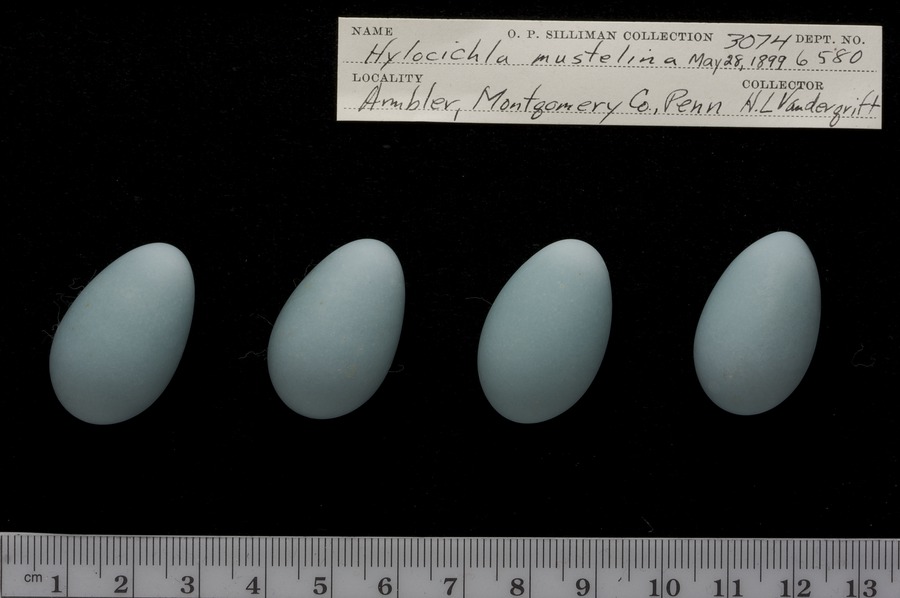 NAME O. P. SILLIMAN COLLECTION 3074 DEPT. NO.
Hylocichla mustelina May 28, 1899 6580
LOCALITY COLLECTOR
Ambler, Montgomery Co., Penn H. L. Vandergrift
cm 1 2 3 4 5 6 7 8 9 10 11 12 13